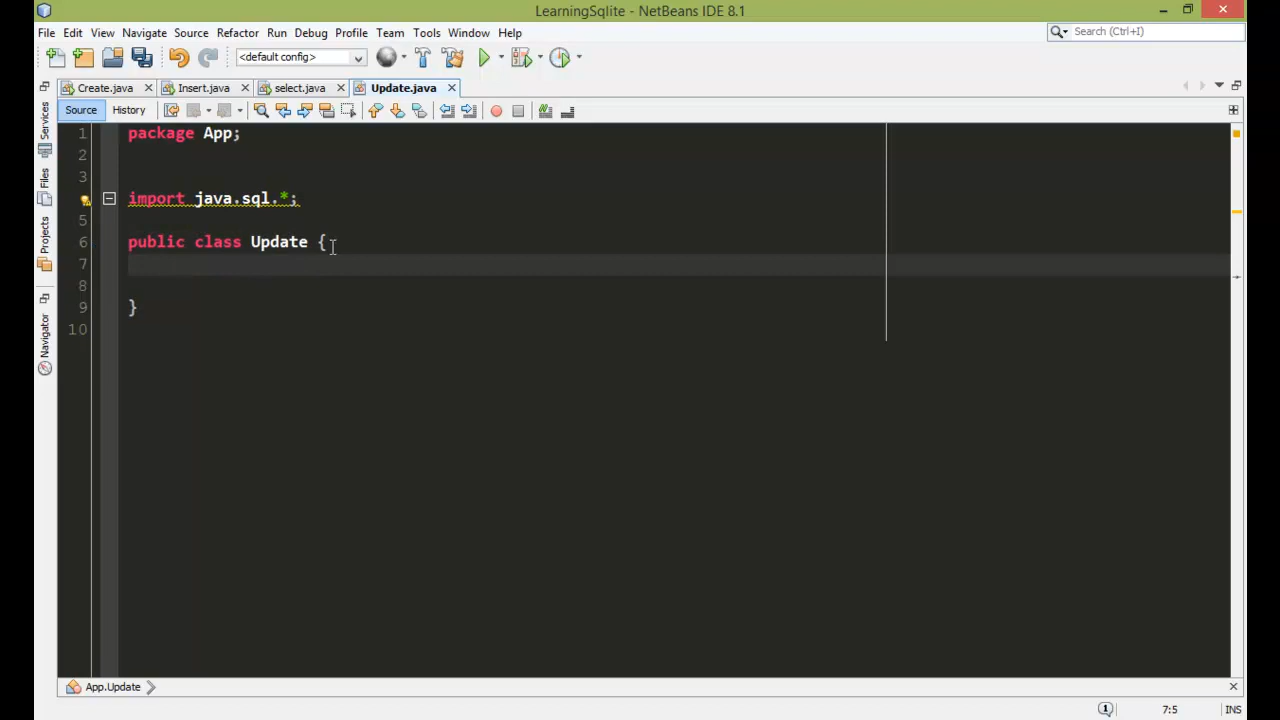 LearningSqlite - NetBeans IDE 8.1
File Edit View Navigate Source Refactor Run Debug Profile Team Tools Window Help
Search (Ctrl+I)
<default config>
Create.java Insert.java select.java Update.java
Source History
Services
Files
Projects
Navigator
1 package App;
2
3
import java.sql.*;
5
6 public class Update {
7
8
9 }
10
App.Update
7:5 INS